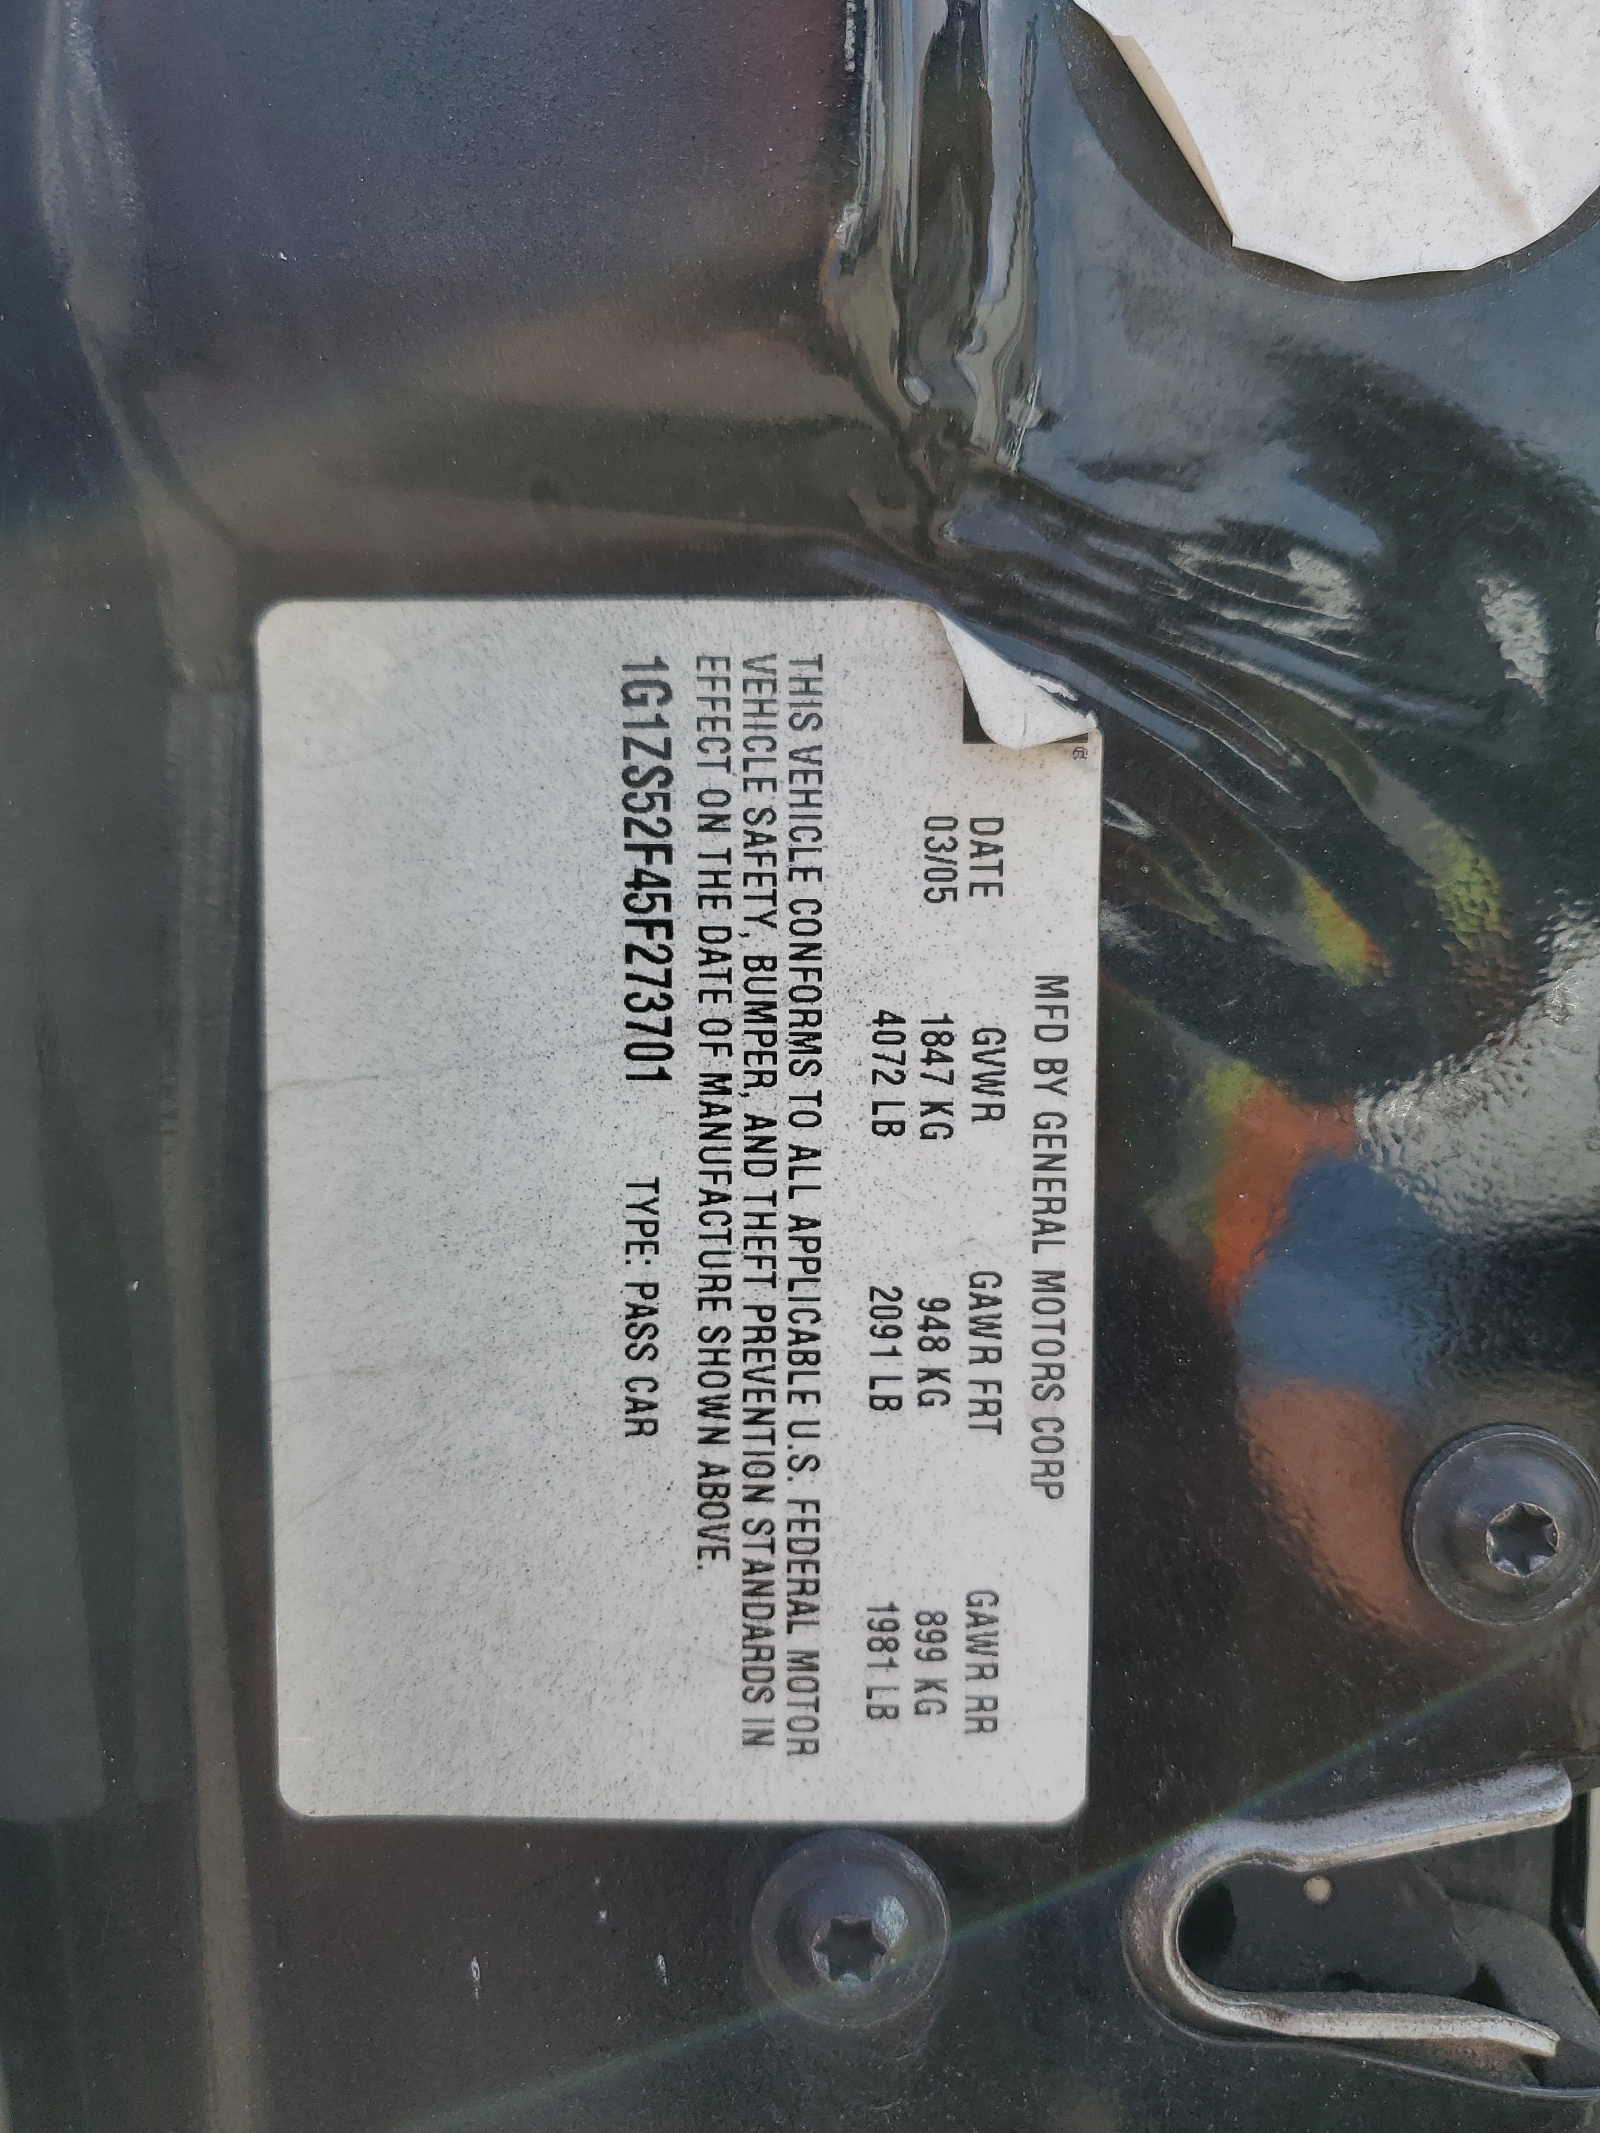 MFD BY GENERAL MOTORS CORP
DATE GVWR GAWR FRT GAWR RR
03/05 1847 KG 948 KG 899 KG
4072 LB 2091 LB 1981 LB
THIS VEHICLE CONFORMS TO ALL APPLICABLE U.S. FEDERAL MOTOR
VEHICLE SAFETY, BUMPER, AND THEFT PREVENTION STANDARDS IN
EFFECT ON THE DATE OF MANUFACTURE SHOWN ABOVE.
1G1ZS52F45F273701 TYPE: PASS CAR